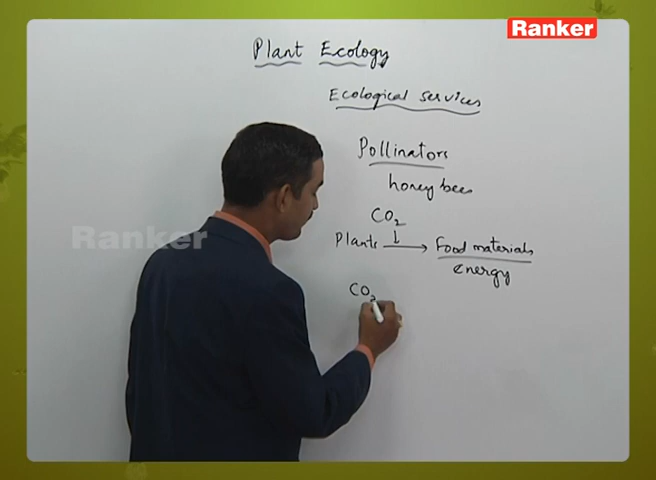 Ranker
Plant Ecology
Ecological services
Pollinators
honey bees
CO2
Plants → Food materials
energy
Ranker
CO2